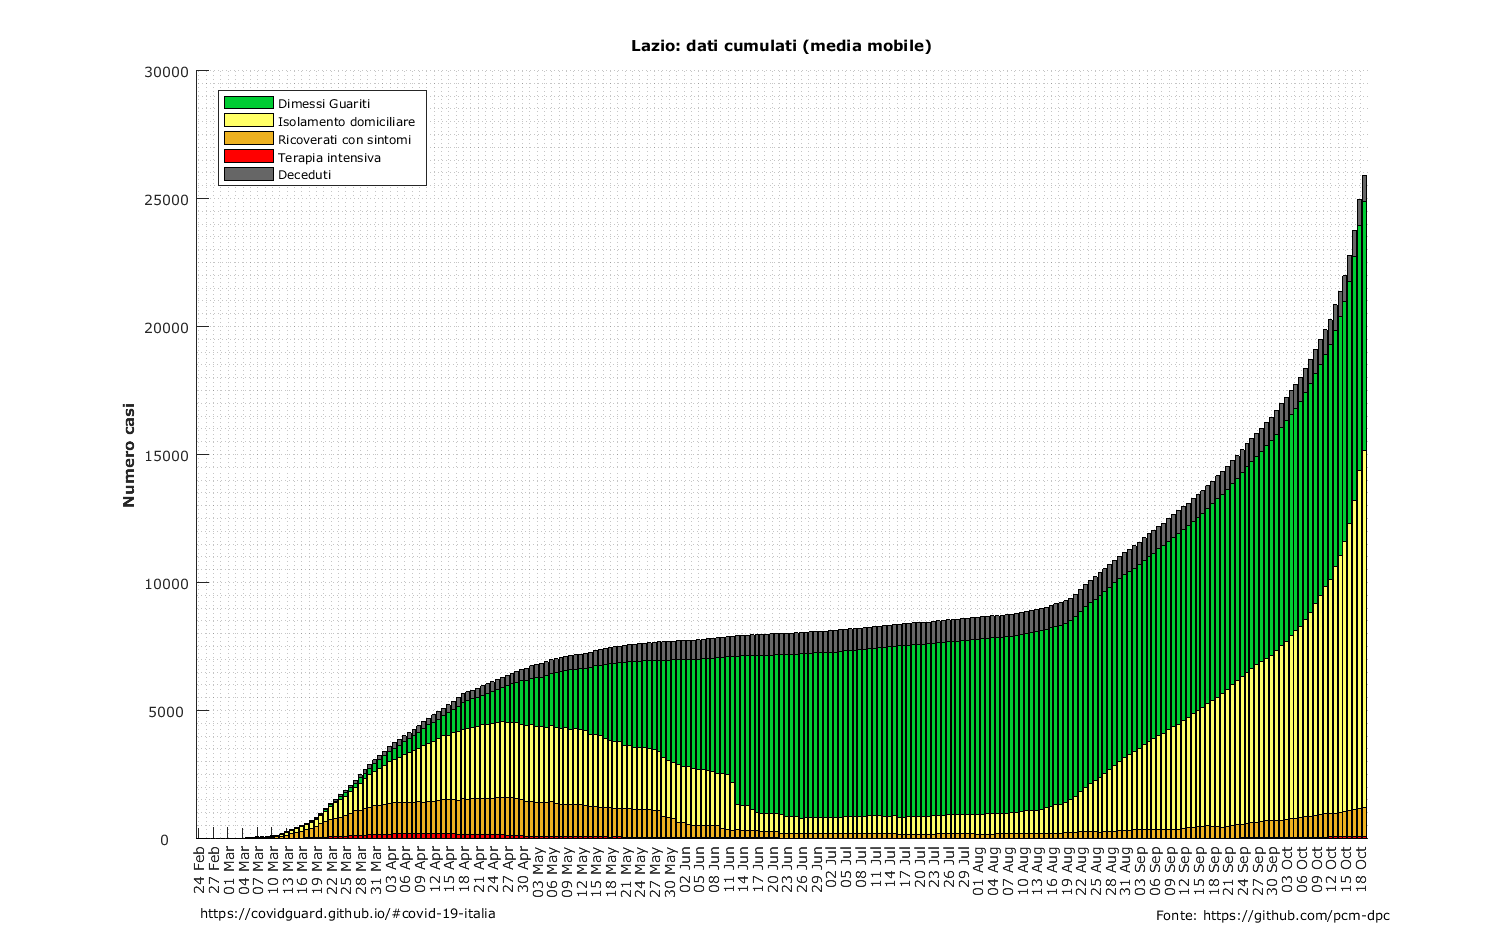 Lazio: dati cumulati (media mobile)
30000
25000
20000
15000
10000
5000
0
Numero casi
Dimessi Guariti
Isolamento domiciliare
Ricoverati con sintomi
Terapia intensiva
Deceduti
24 Feb
27 Feb
01 Mar
04 Mar
07 Mar
10 Mar
13 Mar
16 Mar
19 Mar
22 Mar
25 Mar
28 Mar
31 Mar
03 Apr
06 Apr
09 Apr
12 Apr
15 Apr
18 Apr
21 Apr
24 Apr
27 Apr
30 Apr
03 May
06 May
09 May
12 May
15 May
18 May
21 May
24 May
27 May
30 May
02 Jun
05 Jun
08 Jun
11 Jun
14 Jun
17 Jun
20 Jun
23 Jun
26 Jun
29 Jun
02 Jul
05 Jul
08 Jul
11 Jul
14 Jul
17 Jul
20 Jul
23 Jul
26 Jul
29 Jul
01 Aug
04 Aug
07 Aug
10 Aug
13 Aug
16 Aug
19 Aug
22 Aug
25 Aug
28 Aug
31 Aug
03 Sep
06 Sep
09 Sep
12 Sep
15 Sep
18 Sep
21 Sep
24 Sep
27 Sep
30 Sep
03 Oct
06 Oct
09 Oct
12 Oct
15 Oct
18 Oct
https://covidguard.github.io/#covid-19-italia
Fonte: https://github.com/pcm-dpc